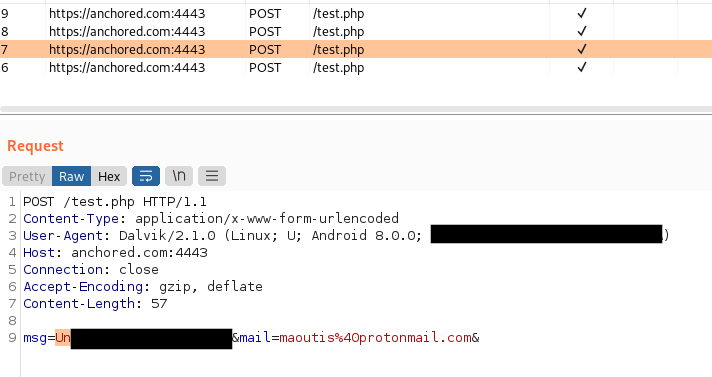 9 https://anchored.com:4443 POST /test.php ✓
8 https://anchored.com:4443 POST /test.php ✓
7 https://anchored.com:4443 POST /test.php ✓
6 https://anchored.com:4443 POST /test.php ✓
Request
Pretty Raw Hex \n
1 POST /test.php HTTP/1.1
2 Content-Type: application/x-www-form-urlencoded
3 User-Agent: Dalvik/2.1.0 (Linux; U; Android 8.0.0; )
4 Host: anchored.com:4443
5 Connection: close
6 Accept-Encoding: gzip, deflate
7 Content-Length: 57
8
9 msg=Un &mail=maoutis%40protonmail.com&